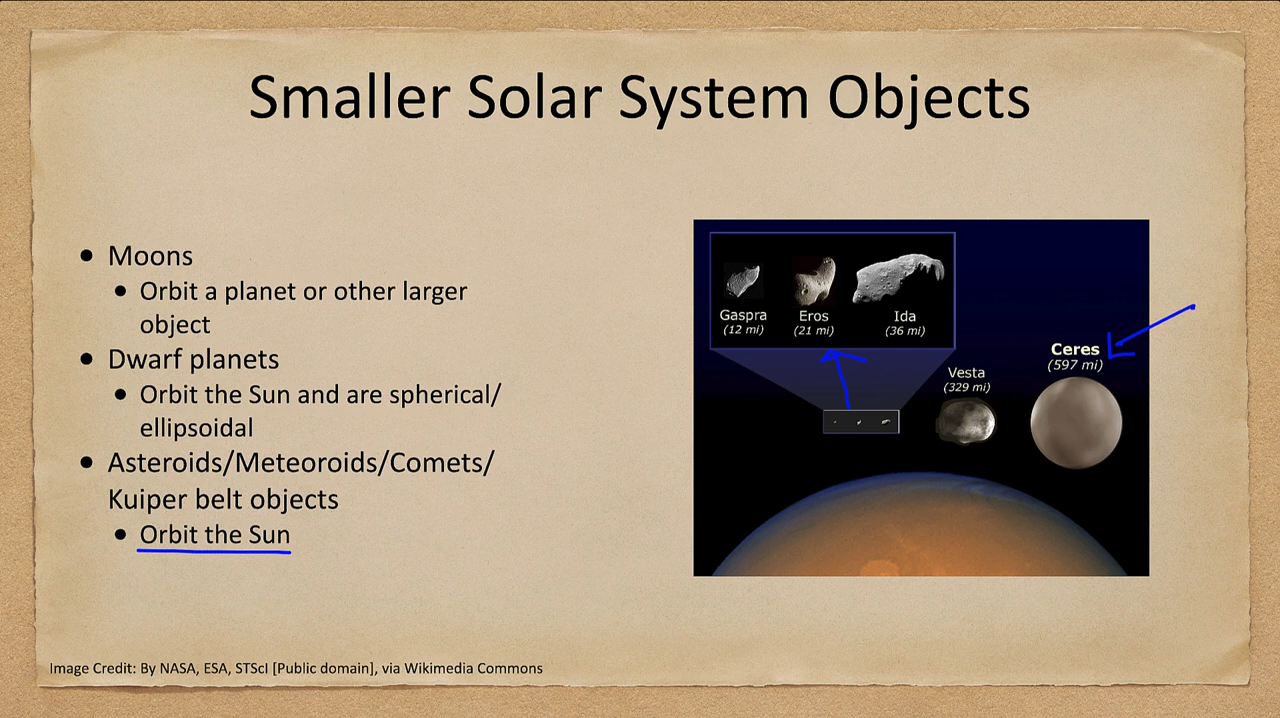 Smaller Solar System Objects
• Moons
• Orbit a planet or other larger
object
• Dwarf planets
• Orbit the Sun and are spherical/
ellipsoidal
• Asteroids/Meteoroids/Comets/
Kuiper belt objects
• Orbit the Sun
Gaspra
(12 mi)
Eros
(21 mi)
Ida
(36 mi)
Vesta
(329 mi)
Ceres
(597 mi)
Image Credit: By NASA, ESA, STScI [Public domain], via Wikimedia Commons